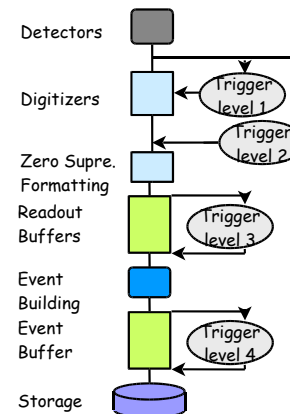 Detectors
Trigger
level 1
Digitizers
Trigger
level 2
Zero Supre.
Formatting
Readout
Buffers
Trigger
level 3
Event
Building
Event
Buffer
Trigger
level 4
Storage